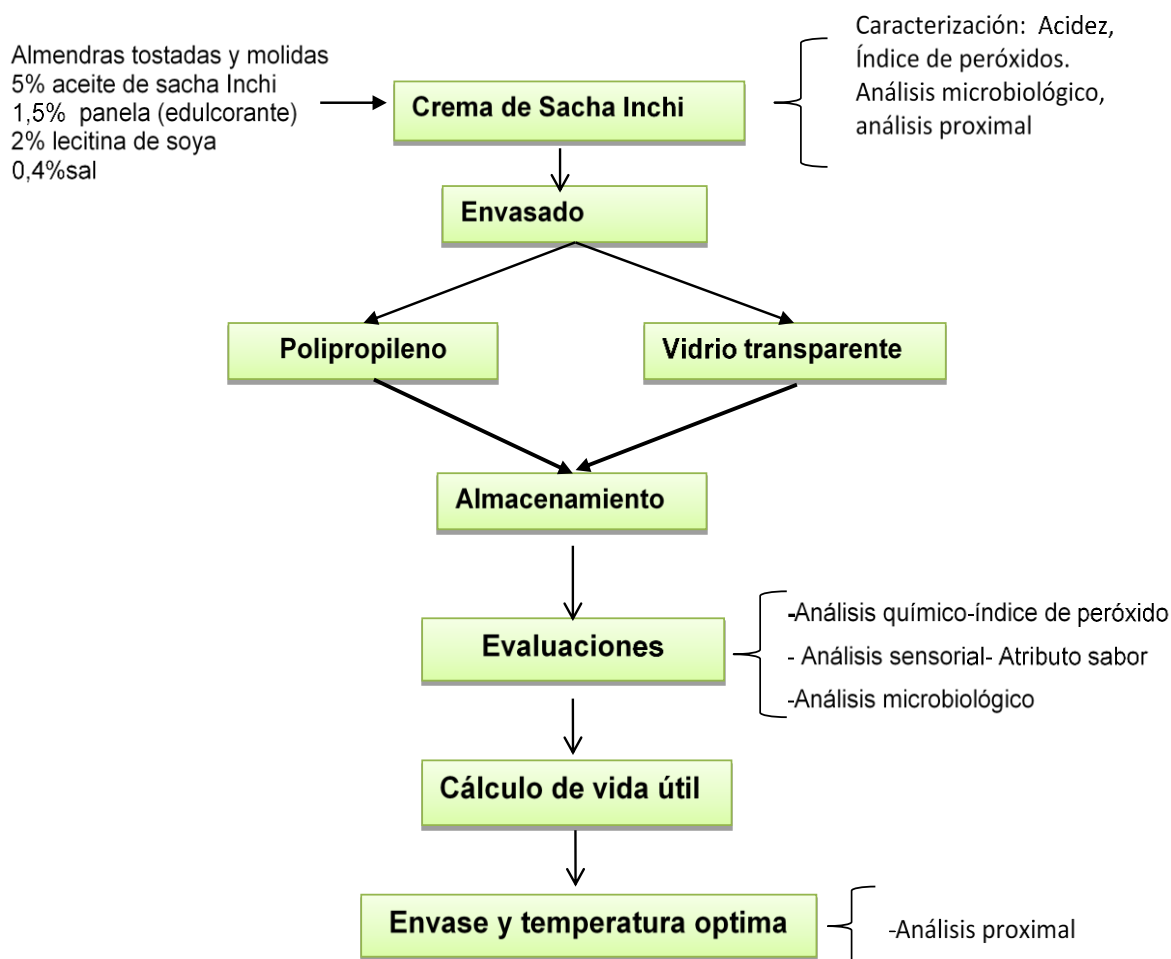 Almendras tostadas y molidas
5% aceite de sacha Inchi
1,5% panela (edulcorante)
2% lecitina de soya
0,4%sal
Crema de Sacha Inchi
Caracterización: Acidez,
Índice de peróxidos.
Análisis microbiológico,
análisis proximal
Envasado
Polipropileno
Vidrio transparente
Almacenamiento
Evaluaciones
-Análisis químico-índice de peróxido
- Análisis sensorial- Atributo sabor
-Análisis microbiológico
Cálculo de vida útil
Envase y temperatura optima
-Análisis proximal